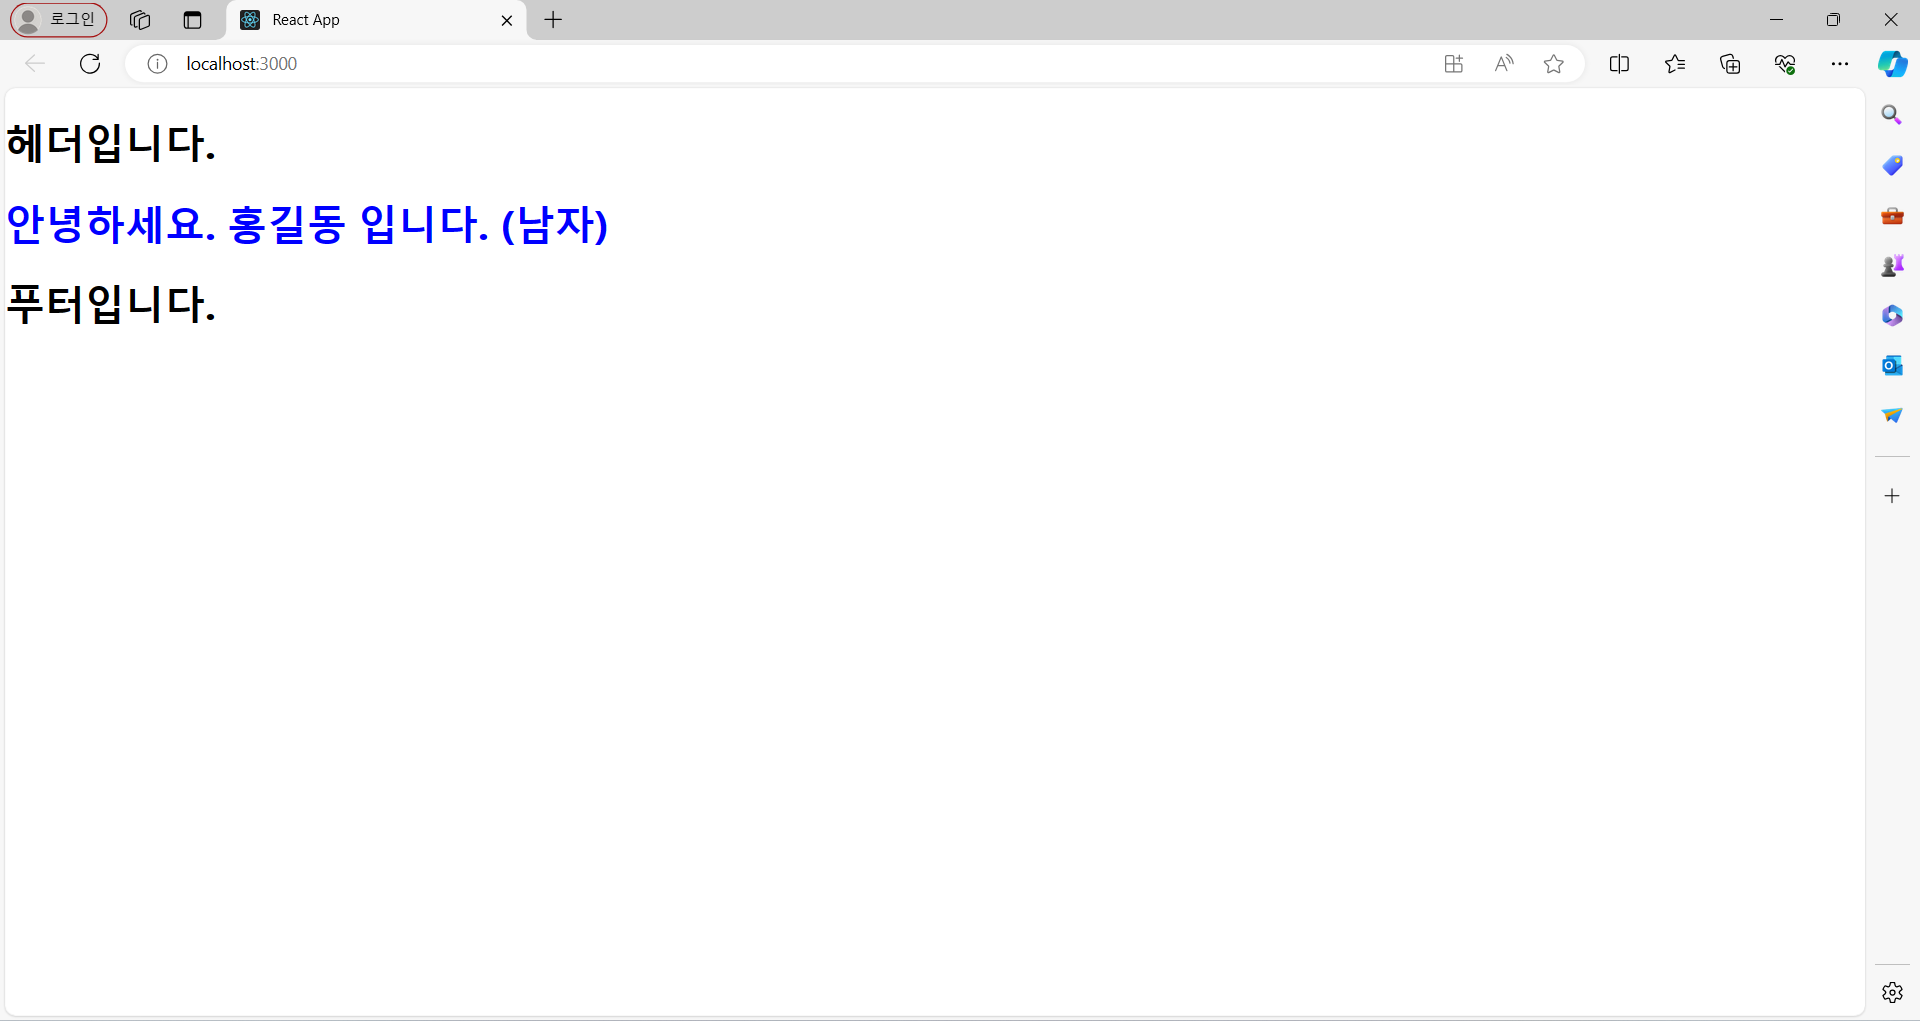 로그인
React App
localhost:3000
헤더입니다.
안녕하세요. 홍길동 입니다. (남자)
푸터입니다.